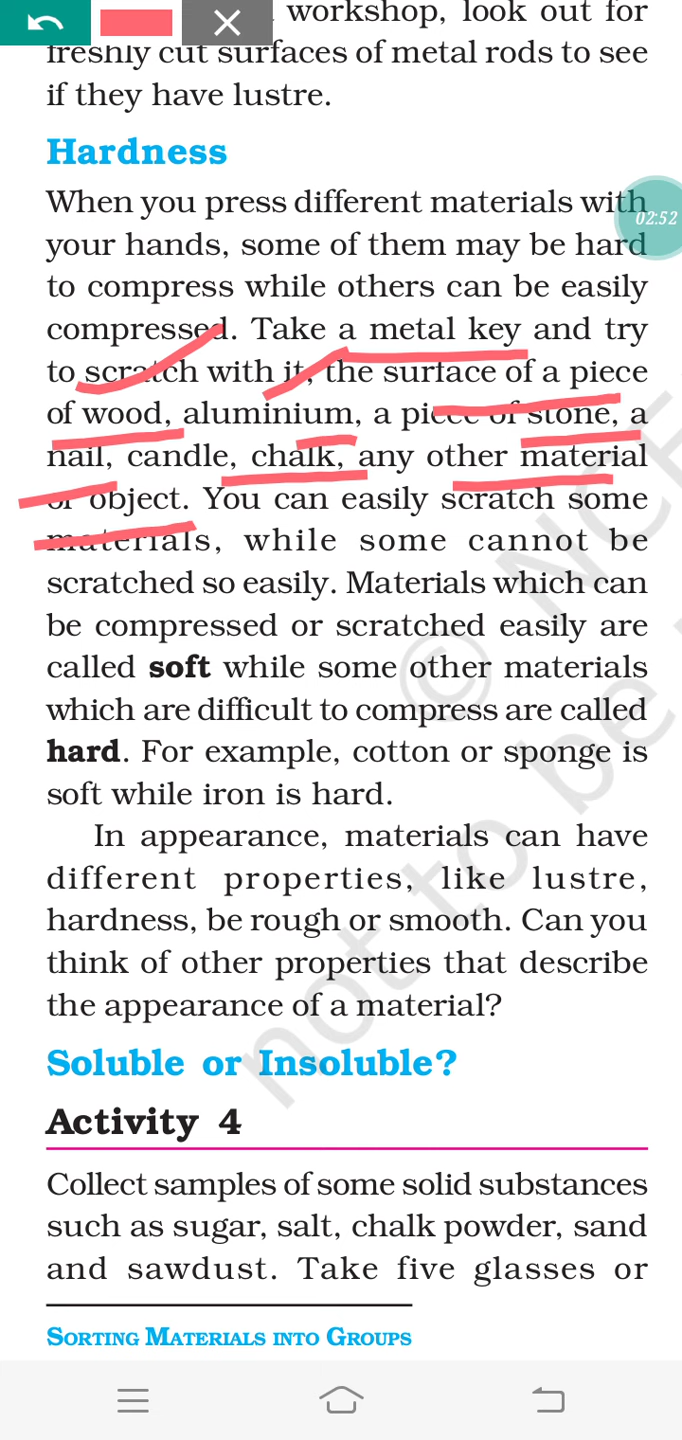 workshop, look out for
freshly cut surfaces of metal rods to see
if they have lustre.
Hardness
When you press different materials with
02:52
your hands, some of them may be hard
to compress while others can be easily
compressed. Take a metal key and try
to scratch with it, the surface of a piece
of wood, aluminium, a piece of stone, a
nail, candle, chalk, any other material
or object. You can easily scratch some
materials, while some cannot be
scratched so easily. Materials which can
be compressed or scratched easily are
called soft while some other materials
which are difficult to compress are called
hard. For example, cotton or sponge is
soft while iron is hard.
In appearance, materials can have
different properties, like lustre,
hardness, be rough or smooth. Can you
think of other properties that describe
the appearance of a material?
Soluble or Insoluble?
Activity 4
Collect samples of some solid substances
such as sugar, salt, chalk powder, sand
and sawdust. Take five glasses or
SORTING MATERIALS INTO GROUPS
© NCE
not to be